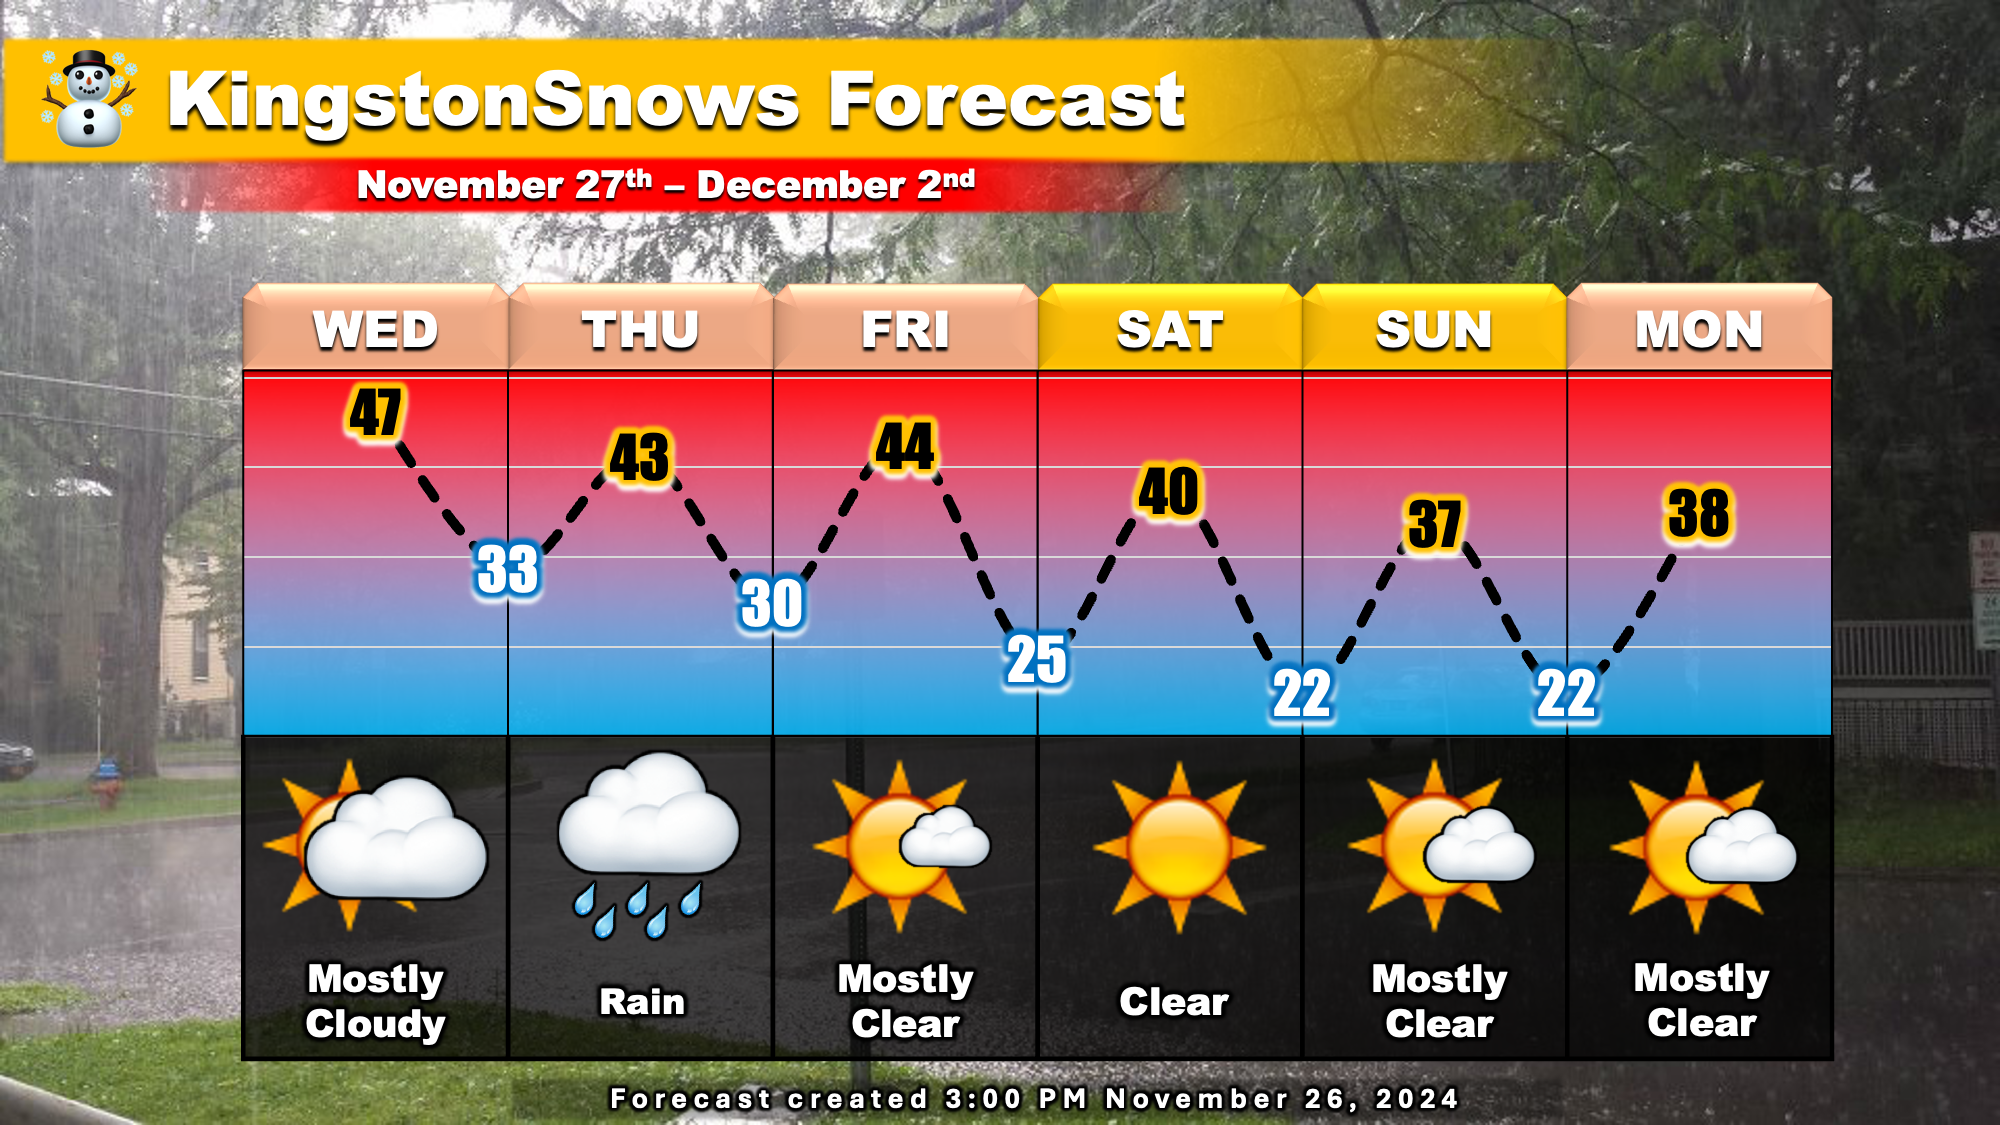 KingstonSnows Forecast
November 27th – December 2nd
WED THU FRI SAT SUN MON
47 43 44 40 37 38
33 30 25 22 22
Mostly Cloudy
Rain
Mostly Clear
Clear
Mostly Clear
Mostly Clear
Forecast created 3:00 PM November 26, 2024